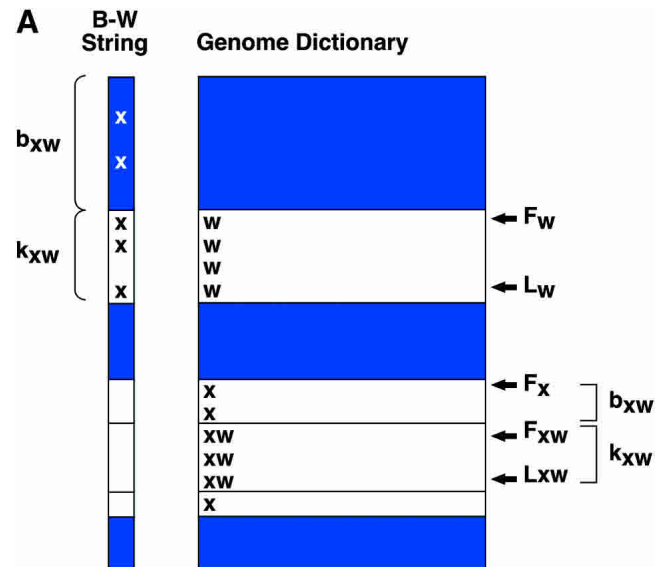 A
B-W String
Genome Dictionary
x
bxw
x
x w Fw
x w
kxw
w
x w Lw
x Fx
x bxw
xw Fxw
xw kxw
xw Lxw
x